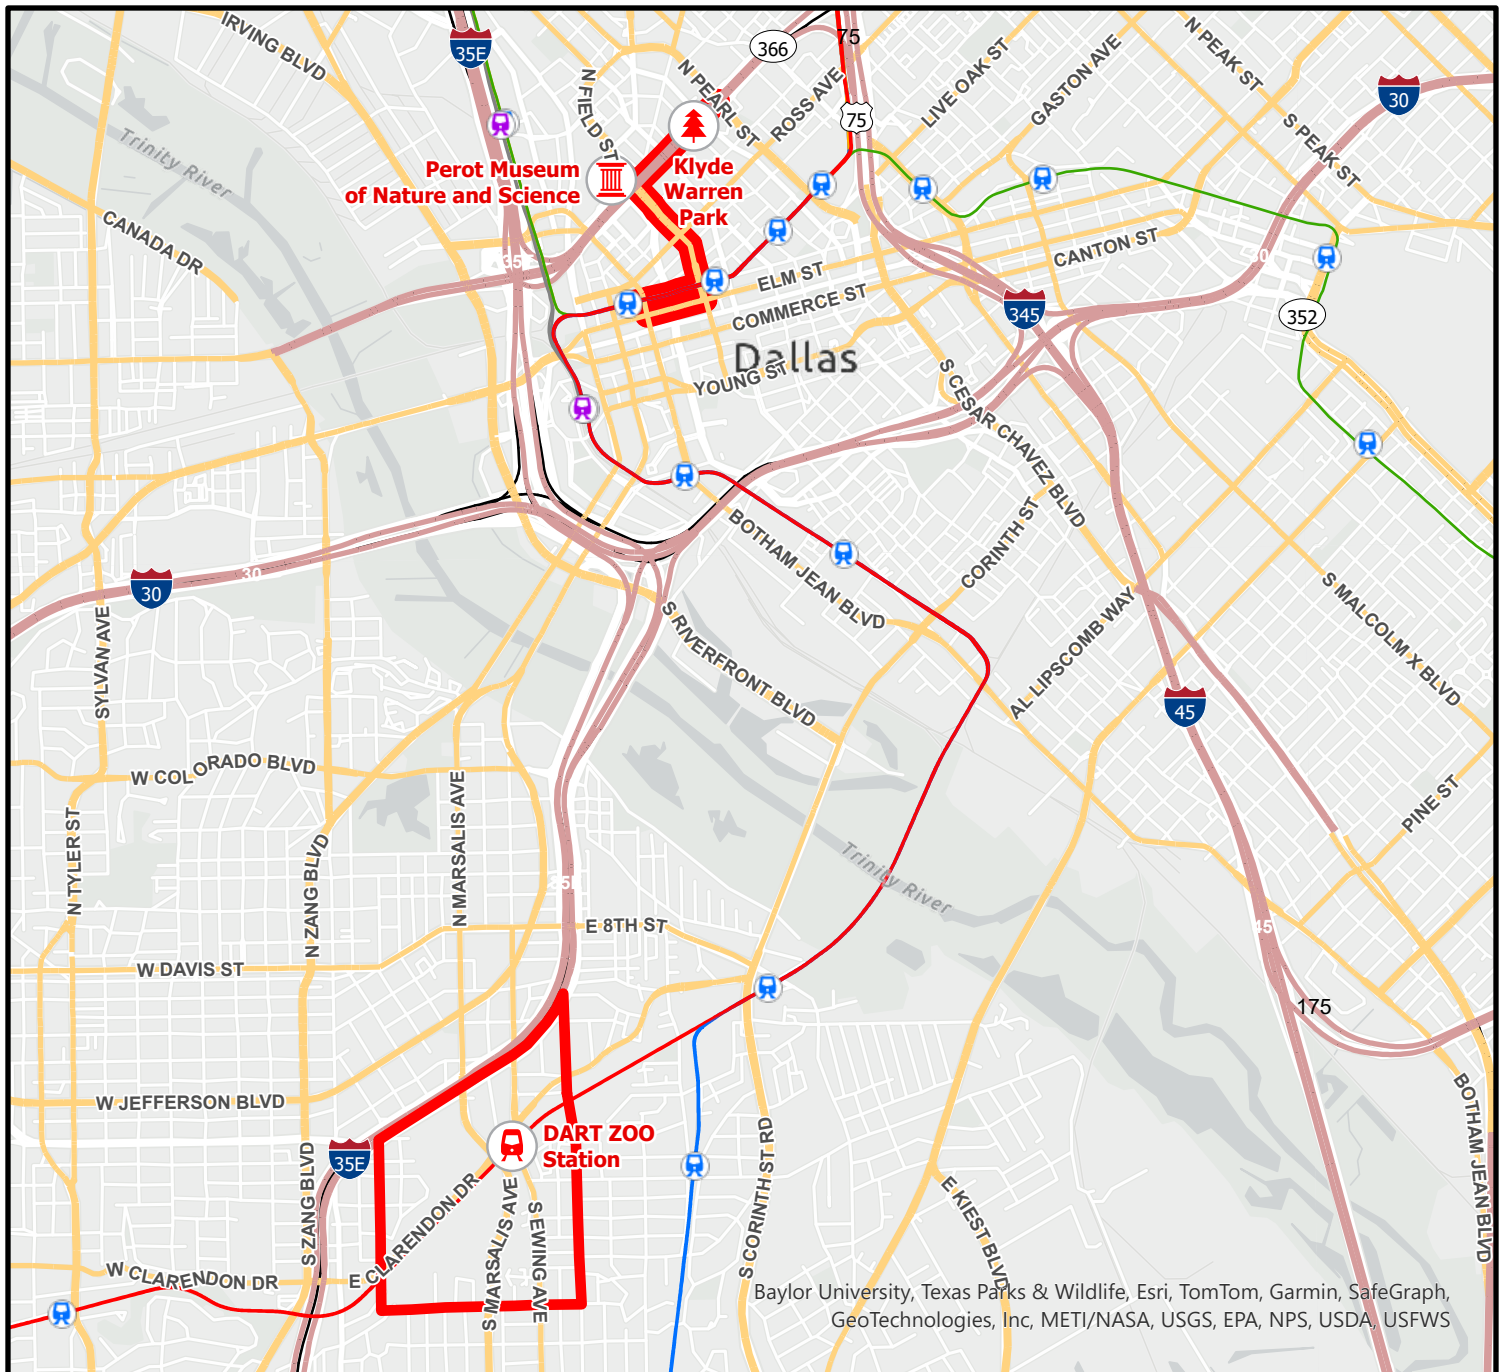 IRVING BLVD
35E
N FIELD ST
N PEARL ST
366
75
ROSS AVE
75
LIVE OAK ST
GASTON AVE
N PEAK ST
30
S PEAK ST
Trinity River
Perot Museum
of Nature and Science
Klyde
Warren
Park
CANADA DR
35E
ELM ST
COMMERCE ST
CANTON ST
30
345
352
Dallas
YOUNG ST
S CESAR CHAVEZ BLVD
30
30
SYLVAN AVE
BOTHAM JEAN BLVD
CORINTH ST
AL LIPSCOMB WAY
S MALCOLM X BLVD
S RIVERFRONT BLVD
45
W COLORADO BLVD
N TYLER ST
N ZANG BLVD
N MARSALIS AVE
PINE ST
Trinity River
35E
E 8TH ST
45
W DAVIS ST
175
W JEFFERSON BLVD
DART ZOO
Station
35E
S ZANG BLVD
W CLARENDON DR
E CLARENDON DR
S MARSALIS AVE
S EWING AVE
S CORINTH ST RD
E KIEST BLVD
BOTHAM JEAN BLVD
Baylor University, Texas Parks & Wildlife, Esri, TomTom, Garmin, SafeGraph,
GeoTechnologies, Inc, METI/NASA, USGS, EPA, NPS, USDA, USFWS